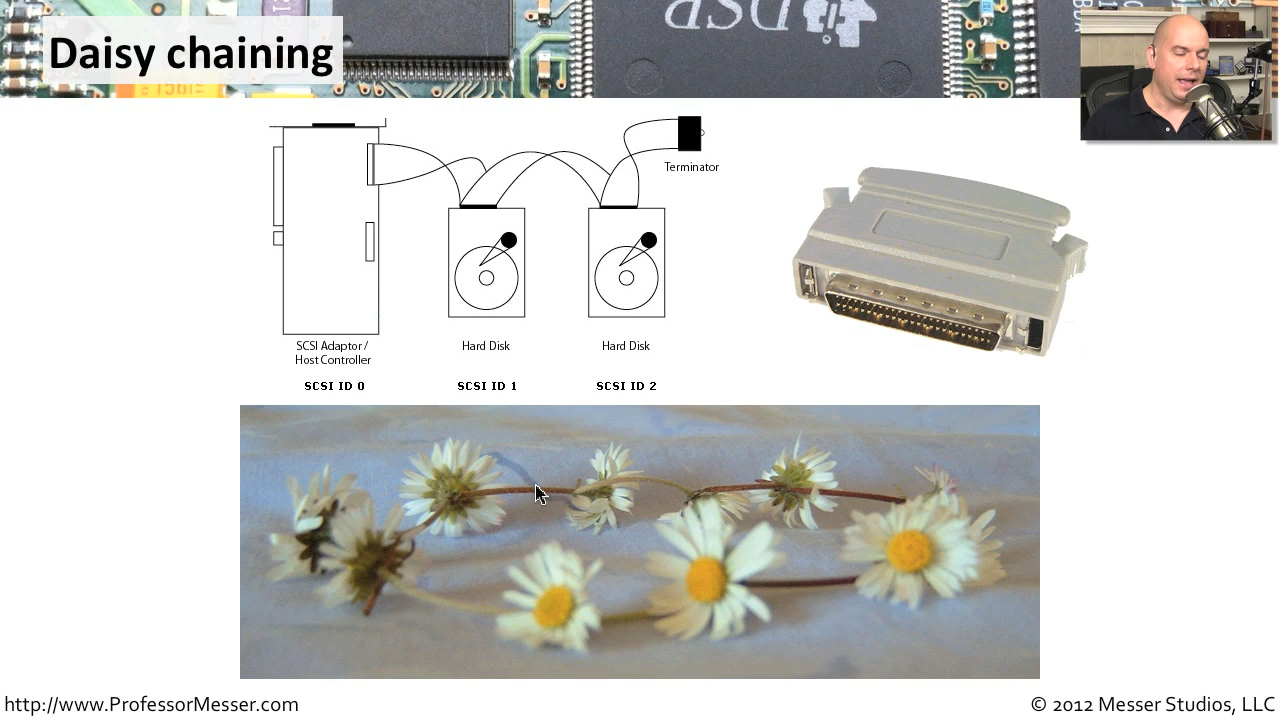 Daisy chaining
DSP
Terminator
SCSI Adaptor /
Host Controller
Hard Disk
Hard Disk
SCSI ID 0
SCSI ID 1
SCSI ID 2
http://www.ProfessorMesser.com
© 2012 Messer Studios, LLC